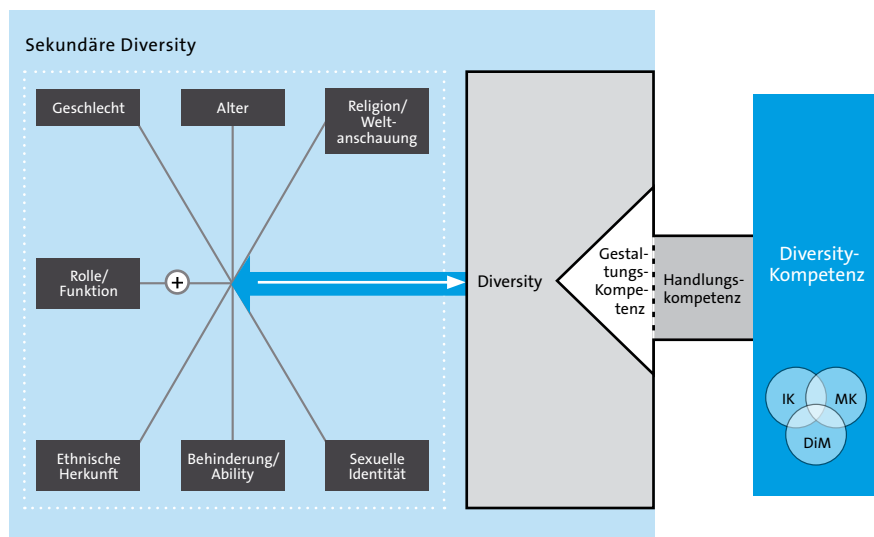 Sekundäre Diversity
Geschlecht
Alter
Religion/
Welt-
anschauung
Rolle/
Funktion
+
Diversity
Gestal-
tungs-
Kompe-
tenz
Handlungs-
kompetenz
Diversity-
Kompetenz
IK
MK
DiM
Ethnische
Herkunft
Behinderung/
Ability
Sexuelle
Identität